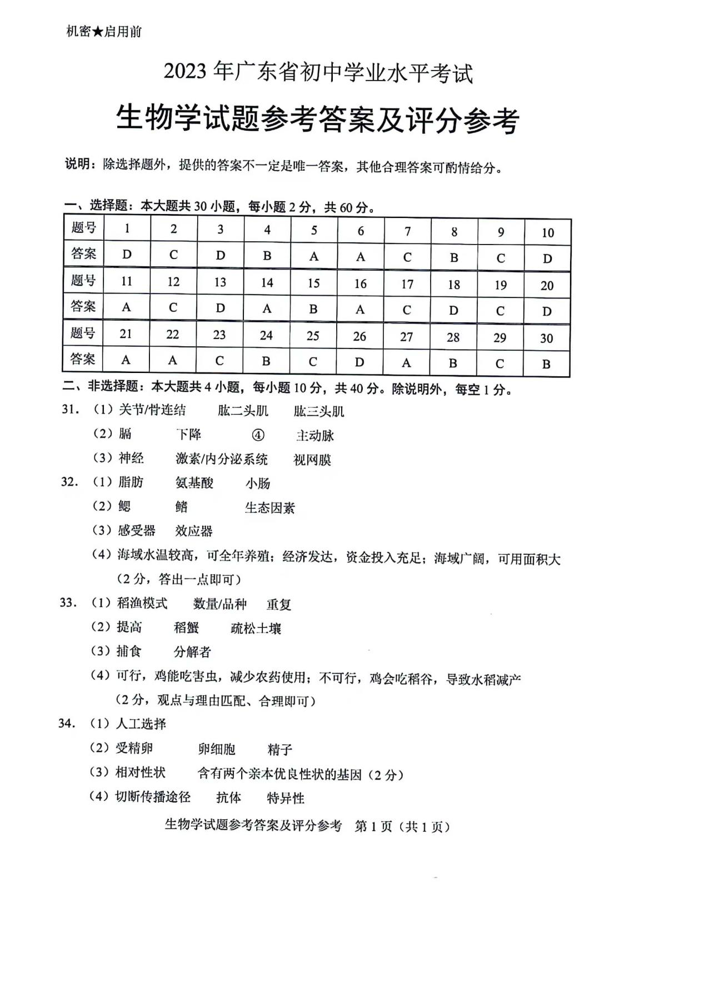 机密★启用前
2023 年广东省初中学业水平考试
生物学试题参考答案及评分参考
说明：除选择题外，提供的答案不一定是唯一答案，其他合理答案可酌情给分。
一、选择题：本大题共 30 小题，每小题 2 分，共 60 分。
题号 1 2 3 4 5 6 7 8 9 10
答案 D C D B A A C B C D
题号 11 12 13 14 15 16 17 18 19 20
答案 A C D A B A C D C D
题号 21 22 23 24 25 26 27 28 29 30
答案 A A C B C D A B C B
二、非选择题：本大题共 4 小题，每小题 10 分，共 40 分。除说明外，每空 1 分。
31.（1）关节/骨连结 肱二头肌 肱三头肌
（2）膈 下降 ④ 主动脉
（3）神经 激素/内分泌系统 视网膜
32.（1）脂肪 氨基酸 小肠
（2）鳃 鳍 生态因素
（3）感受器 效应器
（4）海域水温较高，可全年养殖；经济发达，资金投入充足；海域广阔，可用面积大
（2 分，答出一点即可）
33.（1）稻渔模式 数量/品种 重复
（2）提高 稻蟹 疏松土壤
（3）捕食 分解者
（4）可行，鸡能吃害虫，减少农药使用；不可行，鸡会吃稻谷，导致水稻减产
（2 分，观点与理由匹配、合理即可）
34.（1）人工选择
（2）受精卵 卵细胞 精子
（3）相对性状 含有两个亲本优良性状的基因（2 分）
（4）切断传播途径 抗体 特异性
生物学试题参考答案及评分参考 第 1 页（共 1 页）